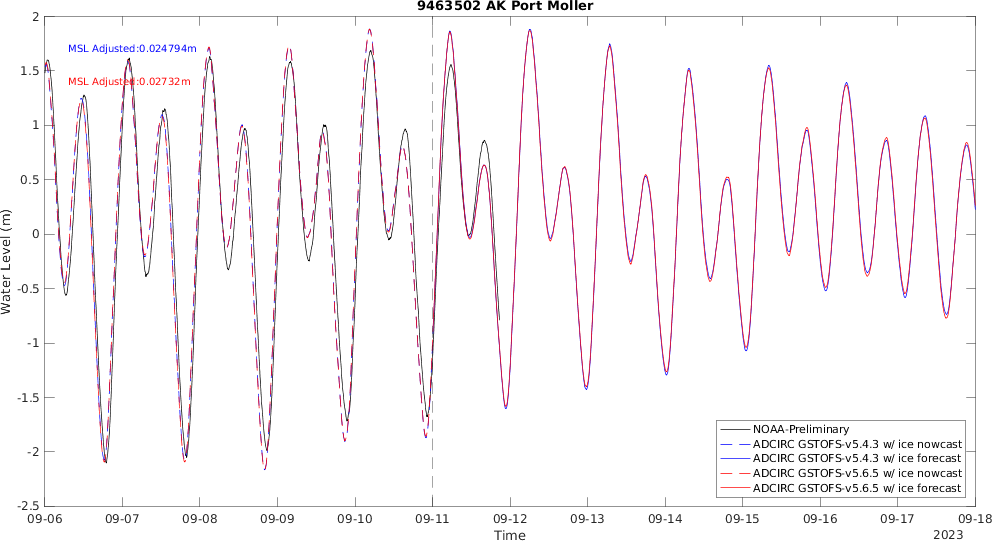 9463502 AK Port Moller
MSL Adjusted:0.024794m
MSL Adjusted:0.02732m
Water Level (m)
2
1.5
1
0.5
0
-0.5
-1
-1.5
-2
-2.5
NOAA-Preliminary
ADCIRC GSTOFS-v5.4.3 w/ ice nowcast
ADCIRC GSTOFS-v5.4.3 w/ ice forecast
ADCIRC GSTOFS-v5.6.5 w/ ice nowcast
ADCIRC GSTOFS-v5.6.5 w/ ice forecast
09-06 09-07 09-08 09-09 09-10 09-11 09-12 09-13 09-14 09-15 09-16 09-17 09-18
Time
2023